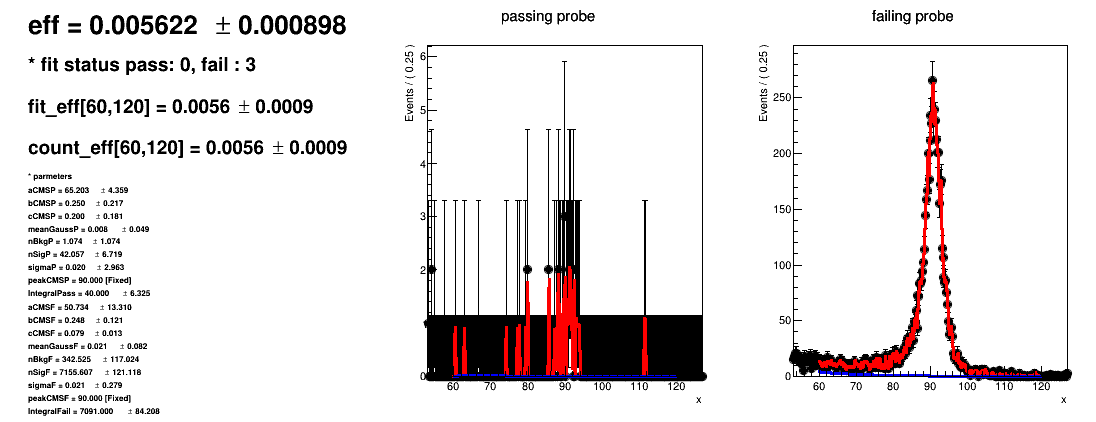 eff = 0.005622 ± 0.000898
* fit status pass: 0, fail : 3
fit_eff[60,120] = 0.0056 ± 0.0009
count_eff[60,120] = 0.0056 ± 0.0009
* parmeters
aCMSP = 65.203 ± 4.359
bCMSP = 0.250 ± 0.217
cCMSP = 0.200 ± 0.181
meanGaussP = 0.008 ± 0.049
nBkgP = 1.074 ± 1.074
nSigP = 42.057 ± 6.719
sigmaP = 0.020 ± 2.963
peakCMSP = 90.000 [Fixed]
IntegralPass = 40.000 ± 6.325
aCMSF = 50.734 ± 13.310
bCMSF = 0.248 ± 0.121
cCMSF = 0.079 ± 0.013
meanGaussF = 0.021 ± 0.082
nBkgF = 342.525 ± 117.024
nSigF = 7155.607 ± 121.118
sigmaF = 0.021 ± 0.279
peakCMSF = 90.000 [Fixed]
IntegralFail = 7091.000 ± 84.208
passing probe
Events / ( 0.25 )
6
5
4
3
2
1
0
60 70 80 90 100 110 120
x
failing probe
Events / ( 0.25 )
250
200
150
100
50
0
60 70 80 90 100 110 120
x